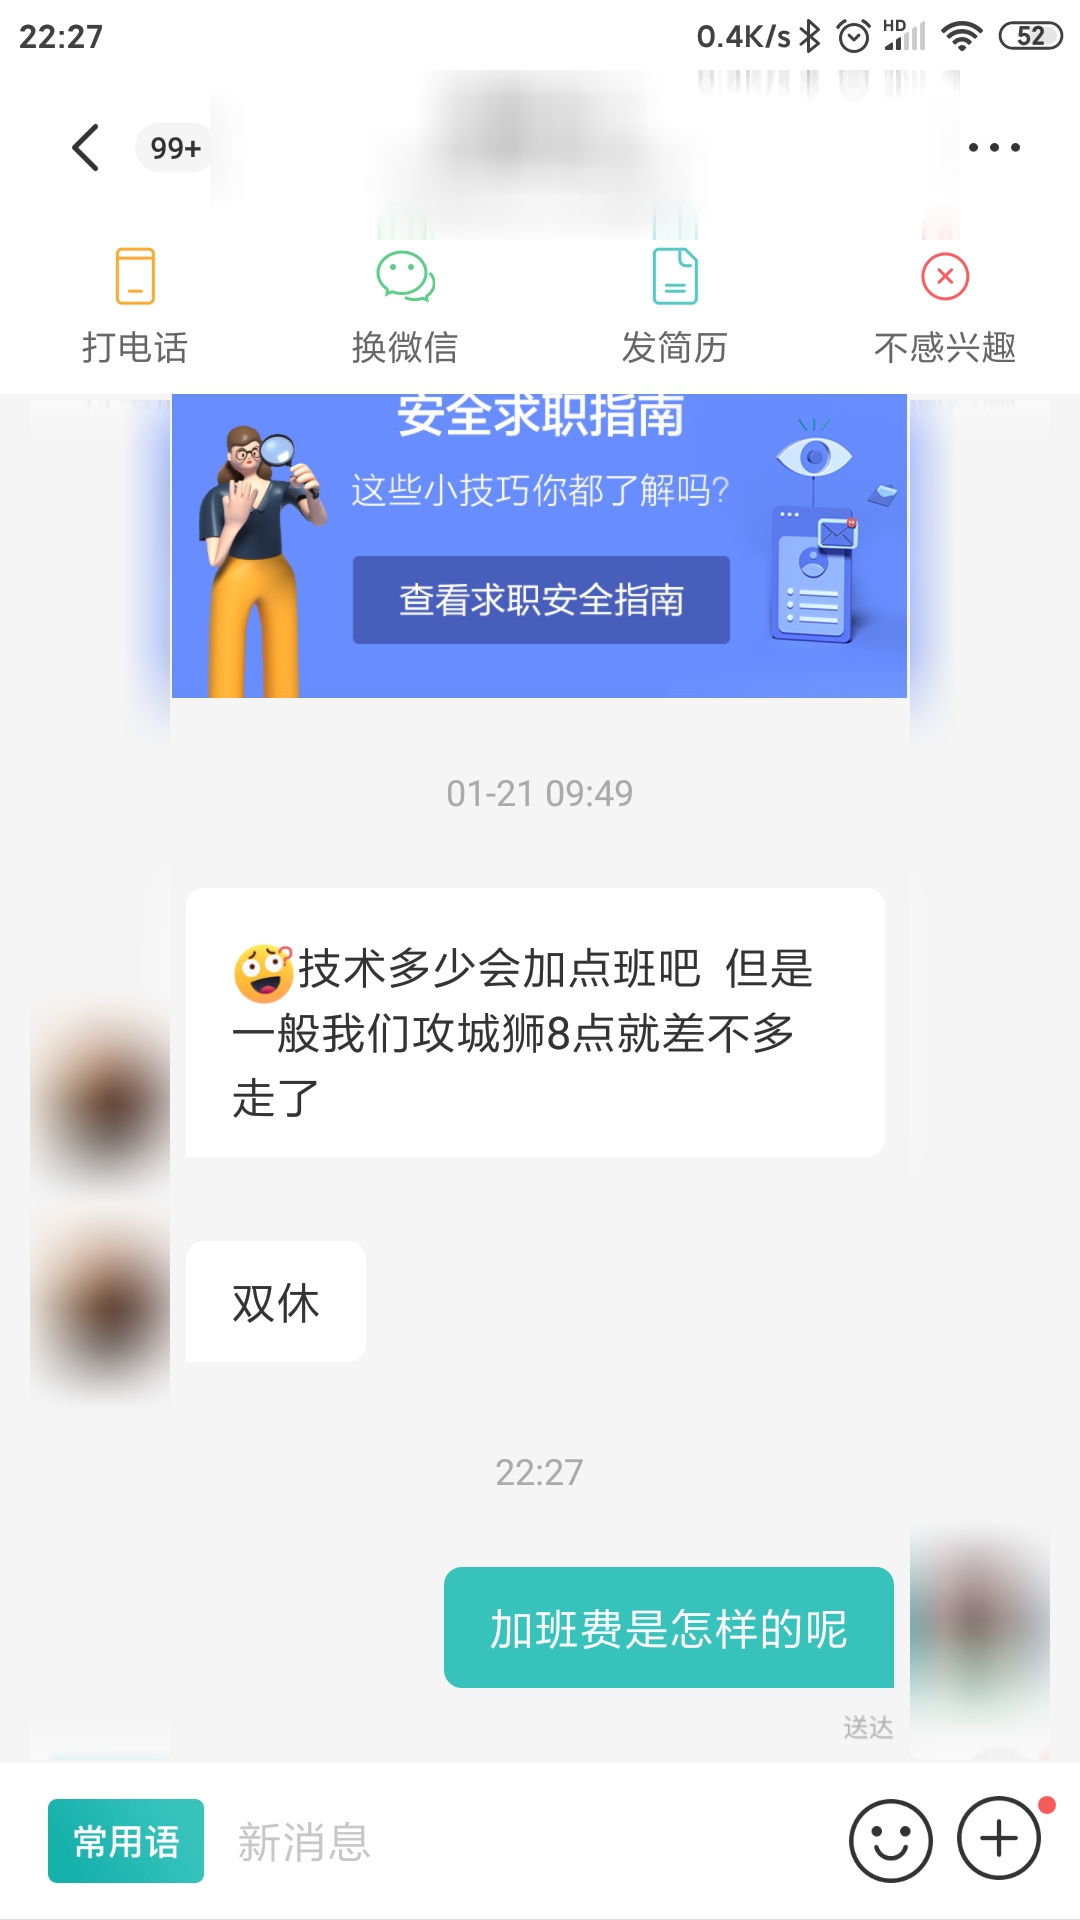 22:27
0.4K/s
HD
52
99+
打电话
换微信
发简历
不感兴趣
安全求职指南
这些小技巧你都了解吗?
查看求职安全指南
01-21 09:49
技术多少会加点班吧 但是
一般我们攻城狮8点就差不多
走了
双休
22:27
加班费是怎样的呢
送达
常用语
新消息